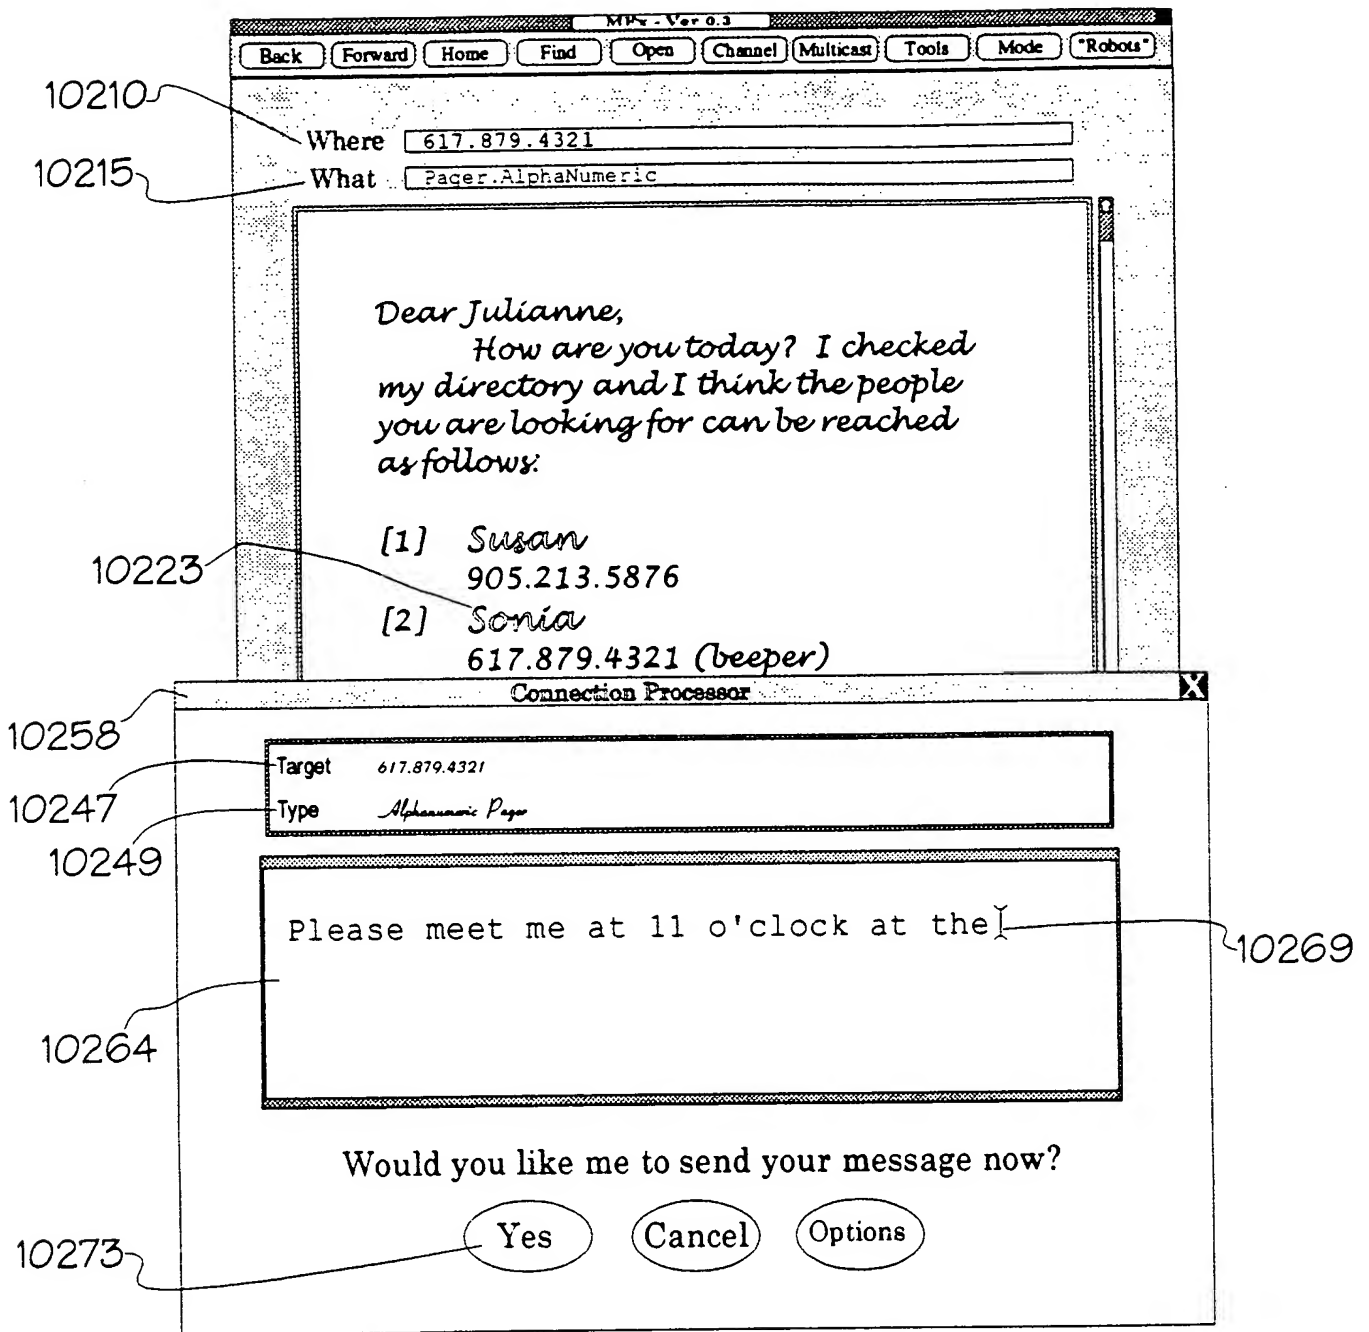 MPx - Ver 0.3
Back Forward Home Find Open Channel Multicast Tools Mode "Robots"
10210
Where 617.879.4321
10215
What Pager.AlphaNumeric
Dear Julianne,
How are you today? I checked
my directory and I think the people
you are looking for can be reached
as follows:
[1] Susan
905.213.5876
10223
[2] Sonia
617.879.4321 (beeper)
Connection Processor X
10258
Target 617.879.4321
10247
Type Alphanumeric Pager
10249
Please meet me at 11 o'clock at the
10269
10264
Would you like me to send your message now?
Yes Cancel Options
10273